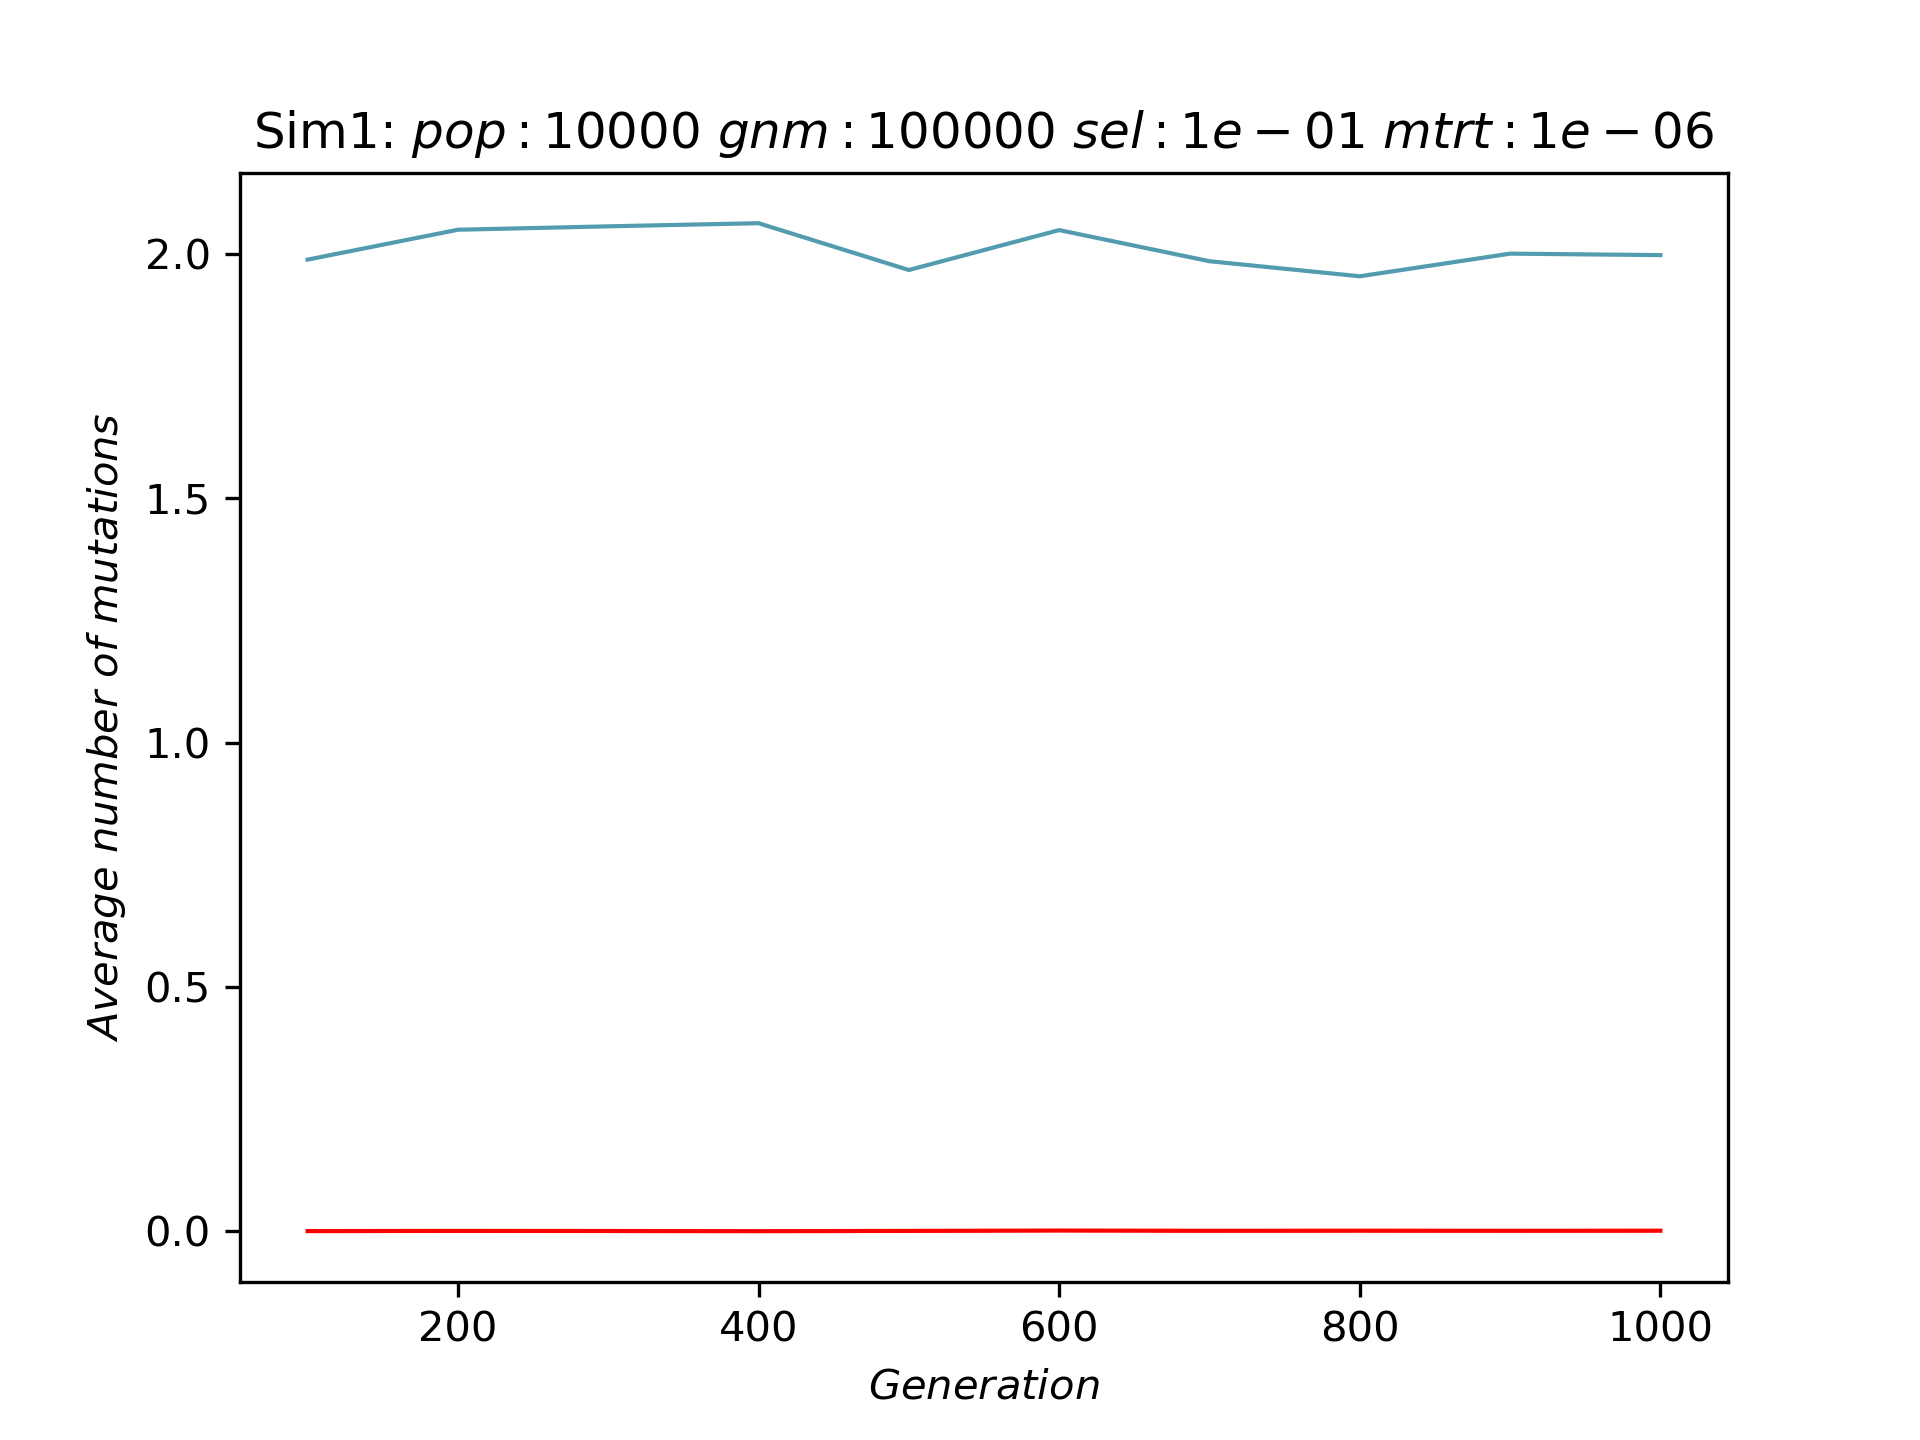 Sim1: pop : 10000 gnm : 100000 sel : 1e − 01 mtrt : 1e − 06
2.0
1.5
1.0
0.5
0.0
Average number of mutations
200 400 600 800 1000
Generation